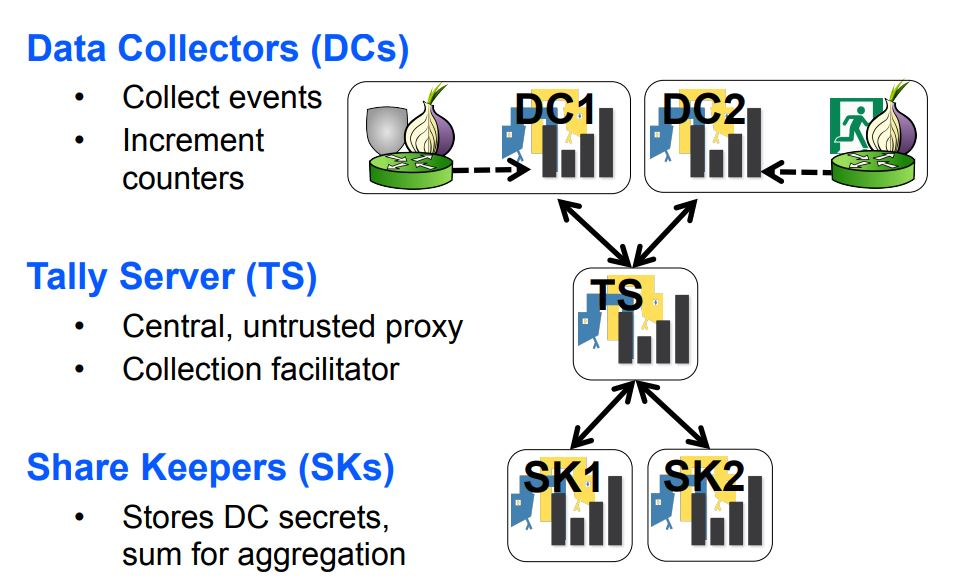 Data Collectors (DCs)
• Collect events
• Increment
counters
DC1
DC2
Tally Server (TS)
• Central, untrusted proxy
• Collection facilitator
TS
Share Keepers (SKs)
• Stores DC secrets,
sum for aggregation
SK1
SK2